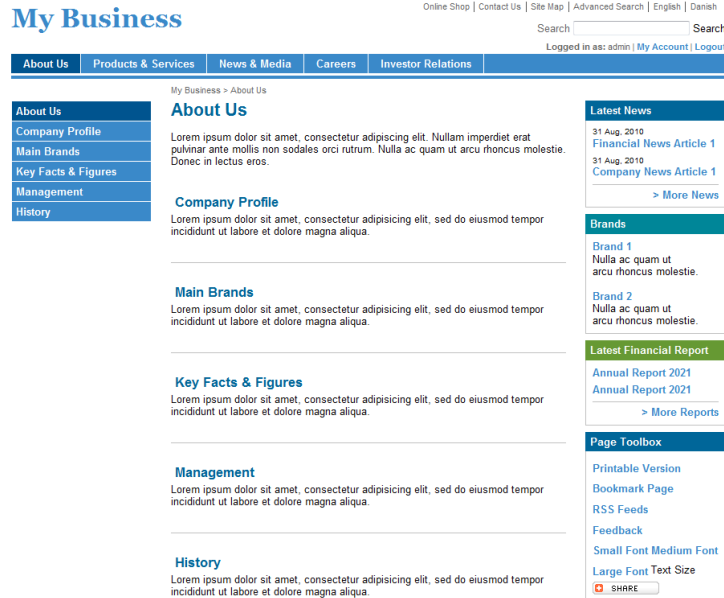 My Business
Online Shop | Contact Us | Site Map | Advanced Search | English | Danish
Search Search
Logged in as: admin | My Account | Logout
About Us Products & Services News & Media Careers Investor Relations
My Business > About Us
About Us
Company Profile
Main Brands
Key Facts & Figures
Management
History
About Us
Lorem ipsum dolor sit amet, consectetur adipiscing elit. Nullam imperdiet erat
pulvinar ante mollis non sodales orci rutrum. Nulla ac quam ut arcu rhoncus molestie.
Donec in lectus eros.
Company Profile
Lorem ipsum dolor sit amet, consectetur adipisicing elit, sed do eiusmod tempor
incididunt ut labore et dolore magna aliqua.
Main Brands
Lorem ipsum dolor sit amet, consectetur adipisicing elit, sed do eiusmod tempor
incididunt ut labore et dolore magna aliqua.
Key Facts & Figures
Lorem ipsum dolor sit amet, consectetur adipisicing elit, sed do eiusmod tempor
incididunt ut labore et dolore magna aliqua.
Management
Lorem ipsum dolor sit amet, consectetur adipisicing elit, sed do eiusmod tempor
incididunt ut labore et dolore magna aliqua.
History
Lorem ipsum dolor sit amet, consectetur adipisicing elit, sed do eiusmod tempor
incididunt ut labore et dolore magna aliqua.
Latest News
31 Aug, 2010
Financial News Article 1
31 Aug, 2010
Company News Article 1
> More News
Brands
Brand 1
Nulla ac quam ut
arcu rhoncus molestie.
Brand 2
Nulla ac quam ut
arcu rhoncus molestie.
Latest Financial Report
Annual Report 2021
Annual Report 2021
> More Reports
Page Toolbox
Printable Version
Bookmark Page
RSS Feeds
Feedback
Small Font Medium Font
Large Font Text Size
SHARE